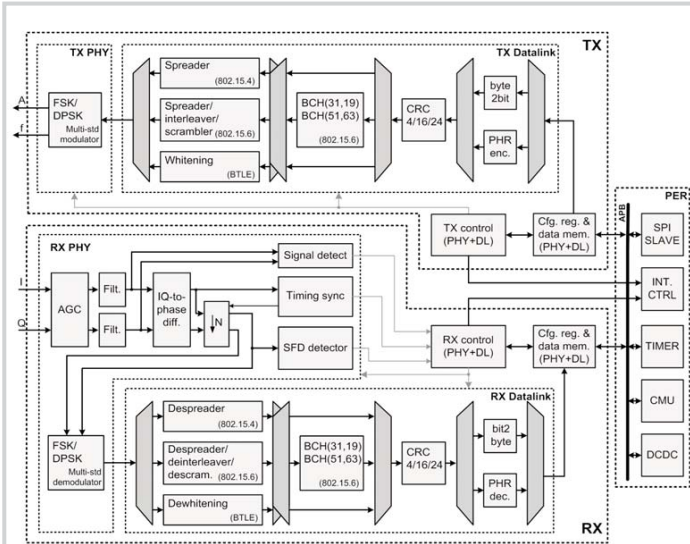 TX PHY
TX Datalink
TX
A
f
FSK/
DPSK
Multi-std
modulator
Spreader
(802.15.4)
Spreader/
interleaver/
scrambler
(802.15.6)
Whitening
(BTLE)
BCH(31,19)
BCH(51,63)
(802.15.6)
CRC
4/16/24
byte
2bit
PHR
enc.
TX control
(PHY+DL)
Cfg. reg. &
data mem.
(PHY+DL)
APB
PER
SPI
SLAVE
INT.
CTRL
TIMER
CMU
DCDC
RX PHY
I
Q
AGC
Filt.
Filt.
IQ-to-
phase
diff.
N
Signal detect
Timing sync
SFD detector
RX control
(PHY+DL)
Cfg. reg. &
data mem.
(PHY+DL)
RX Datalink
FSK/
DPSK
Multi-std
demodulator
Despreader
(802.15.4)
Despreader/
deinterleaver/
descram. (802.15.6)
Dewhitening
(BTLE)
BCH(31,19)
BCH(51,63)
(802.15.6)
CRC
4/16/24
bit2
byte
PHR
dec.
RX